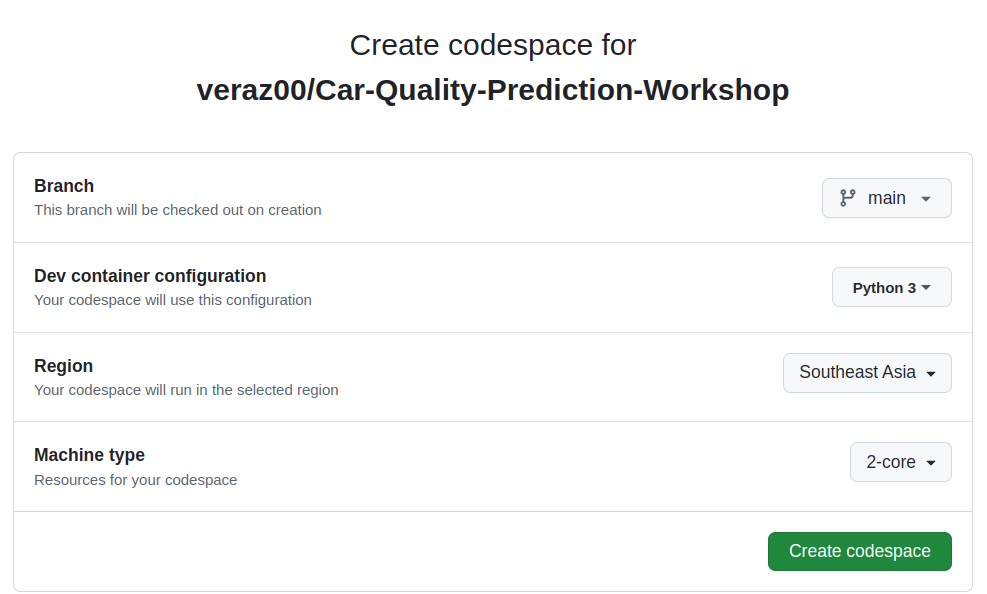 Create codespace for
veraz00/Car-Quality-Prediction-Workshop
Branch
This branch will be checked out on creation
main
Dev container configuration
Your codespace will use this configuration
Python 3
Region
Your codespace will run in the selected region
Southeast Asia
Machine type
Resources for your codespace
2-core
Create codespace